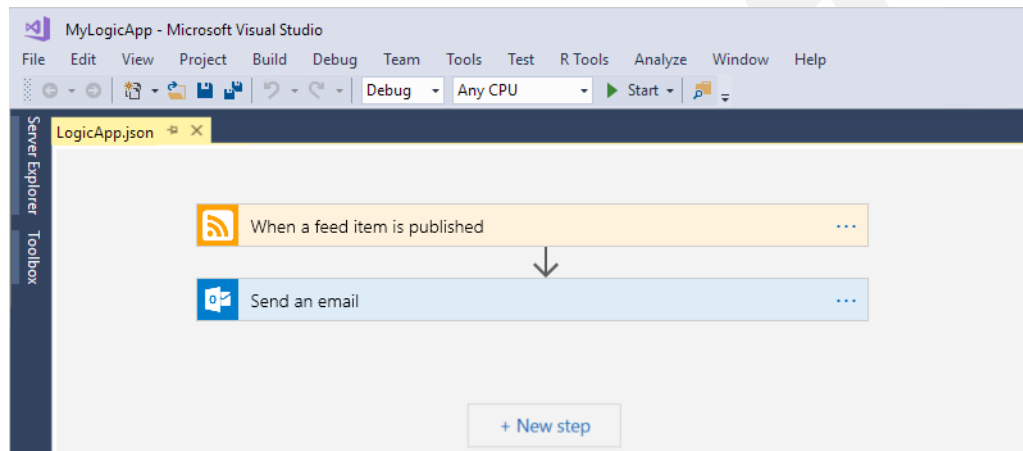 MyLogicApp - Microsoft Visual Studio
File Edit View Project Build Debug Team Tools Test R Tools Analyze Window Help
Debug Any CPU Start
Server Explorer
Toolbox
LogicApp.json
When a feed item is published ...
Send an email ...
+ New step